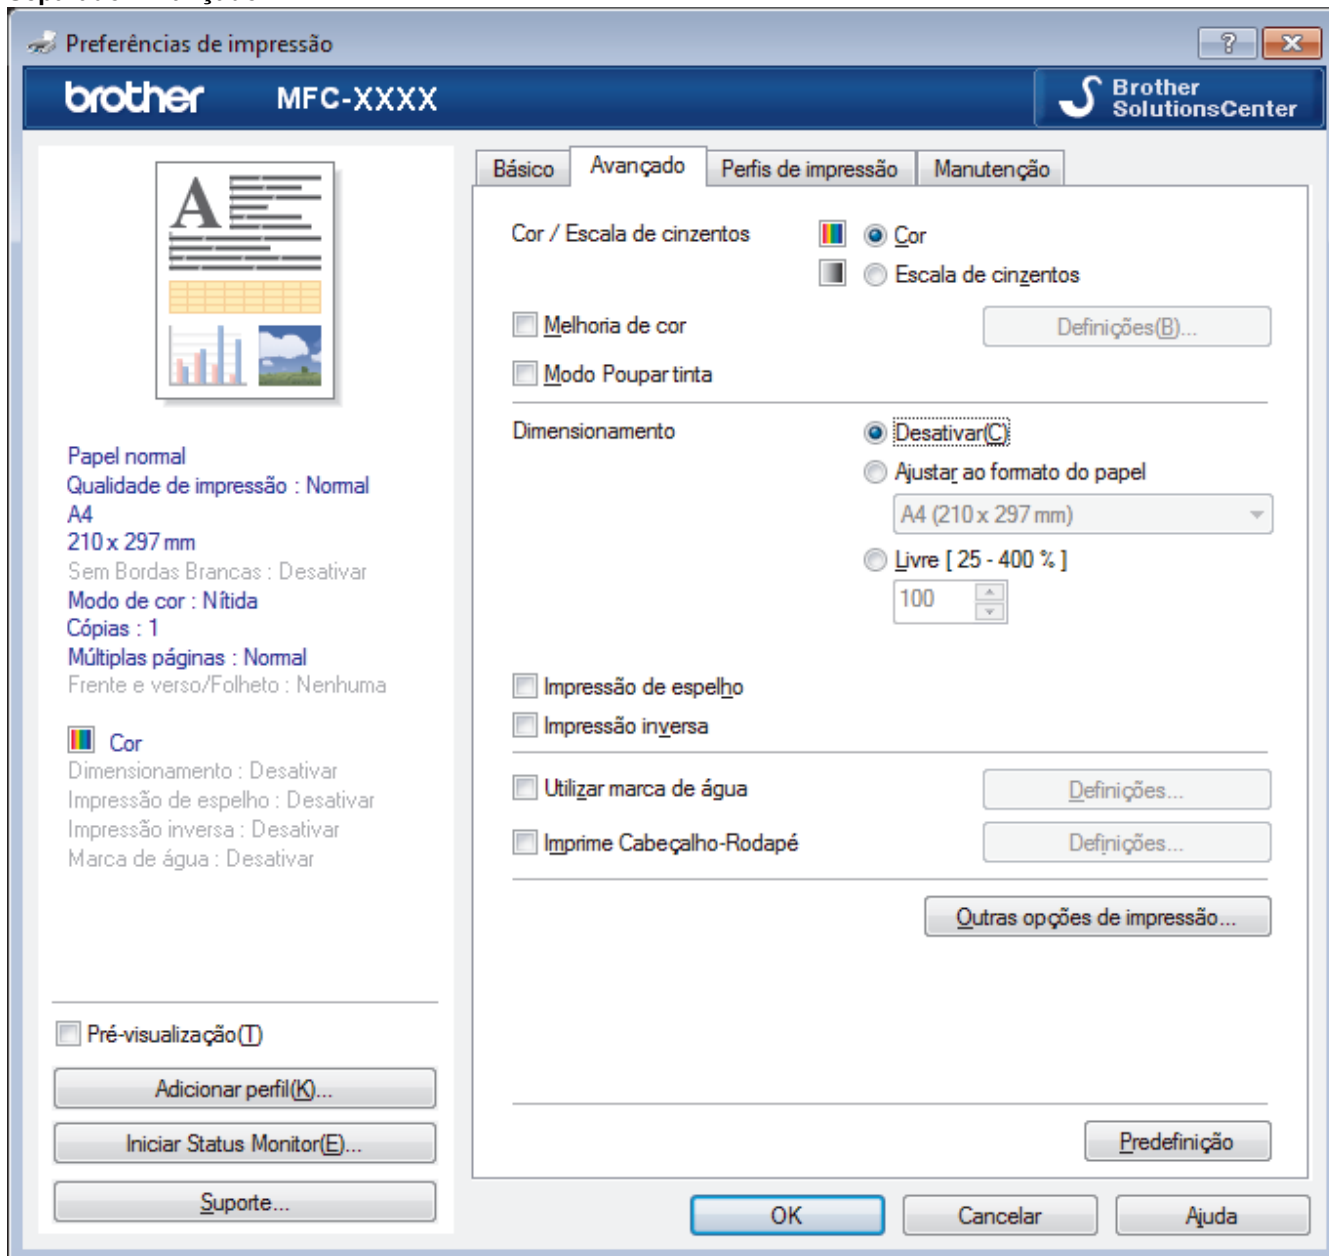 Preferências de impressão
brother MFC-XXXX
Brother
SolutionsCenter
A
Papel normal
Qualidade de impressão : Normal
A4
210 x 297 mm
Sem Bordas Brancas : Desativar
Modo de cor : Nítida
Cópias : 1
Múltiplas páginas : Normal
Frente e verso/Folheto : Nenhuma
Cor
Dimensionamento : Desativar
Impressão de espelho : Desativar
Impressão inversa : Desativar
Marca de água : Desativar
Pré-visualização(T)
Adicionar perfil(K)...
Iniciar Status Monitor(E)...
Suporte...
Básico Avançado Perfis de impressão Manutenção
Cor / Escala de cinzentos Cor
Escala de cinzentos
Melhoria de cor Definições(B)...
Modo Poupar tinta
Dimensionamento Desativar(C)
Ajustar ao formato do papel
A4 (210 x 297 mm)
Livre [ 25 - 400 % ]
100
Impressão de espelho
Impressão inversa
Utilizar marca de água Definições...
Imprime Cabeçalho-Rodapé Definições...
Outras opções de impressão...
Predefinição
OK Cancelar Ajuda